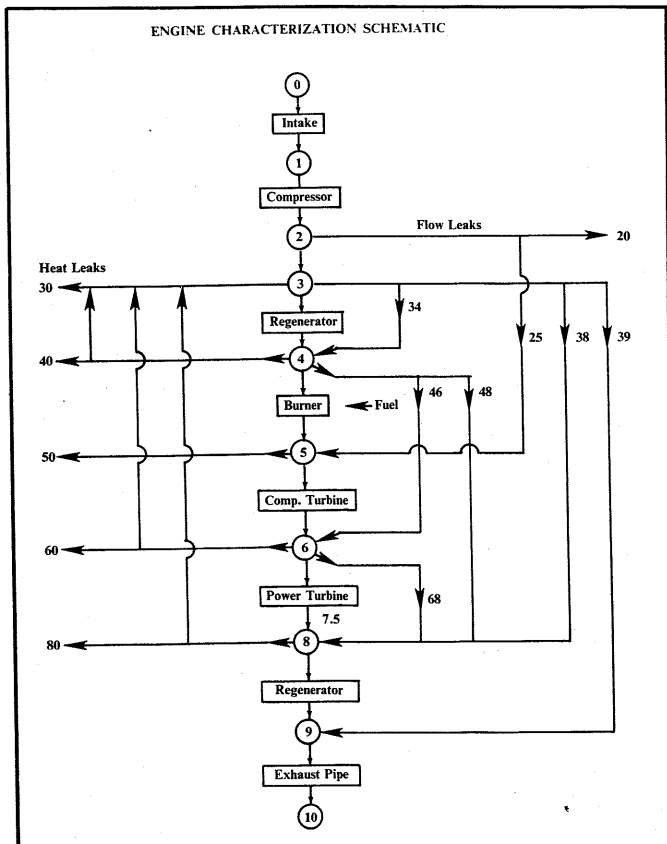 ENGINE CHARACTERIZATION SCHEMATIC
0
Intake
1
Compressor
Flow Leaks
2
20
Heat Leaks
30
3
34
Regenerator
25
38
39
40
4
46
48
Burner
Fuel
50
5
Comp. Turbine
60
6
Power Turbine
68
7.5
80
8
Regenerator
9
Exhaust Pipe
10